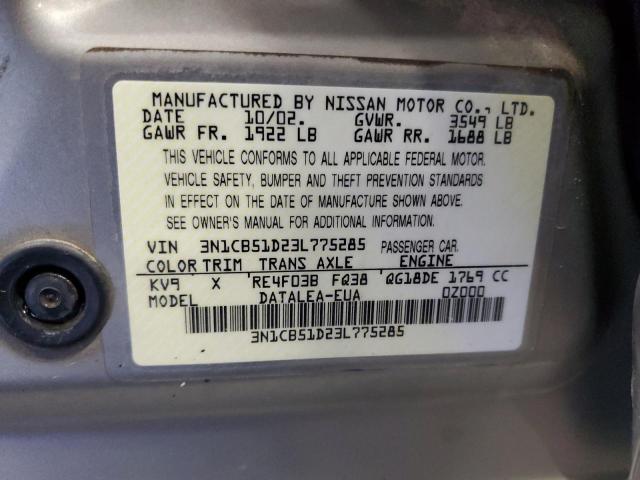 MANUFACTURED BY NISSAN MOTOR CO., LTD.
DATE 10/02. GVWR. 3549 LB
GAWR FR. 1922 LB GAWR RR. 1688 LB
THIS VEHICLE CONFORMS TO ALL APPLICABLE FEDERAL MOTOR.
VEHICLE SAFETY, BUMPER AND THEFT PREVENTION STANDARDS
IN EFFECT ON THE DATE OF MANUFACTURE SHOWN ABOVE.
SEE OWNER'S MANUAL FOR ADDITIONAL INFORMATION.
VIN 3N1CB51D23L775285 PASSENGER CAR.
COLOR TRIM TRANS AXLE ENGINE
KV9 X RE4F03B FQ38 QG18DE 1769 CC
MODEL DATALEA-EUA 0Z000
3N1CB51D23L775285